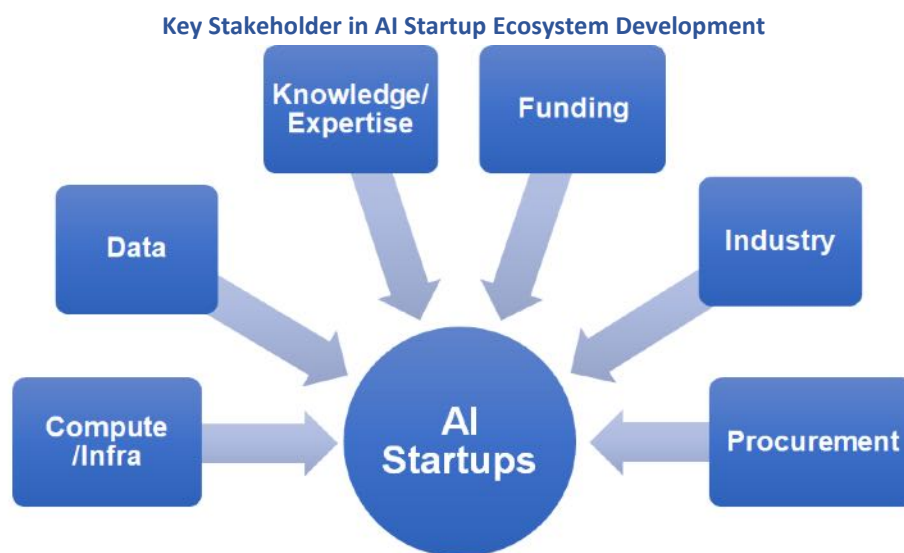 Key Stakeholder in AI Startup Ecosystem Development
Knowledge/
Expertise
Funding
Data
Industry
Compute
/Infra
AI
Startups
Procurement